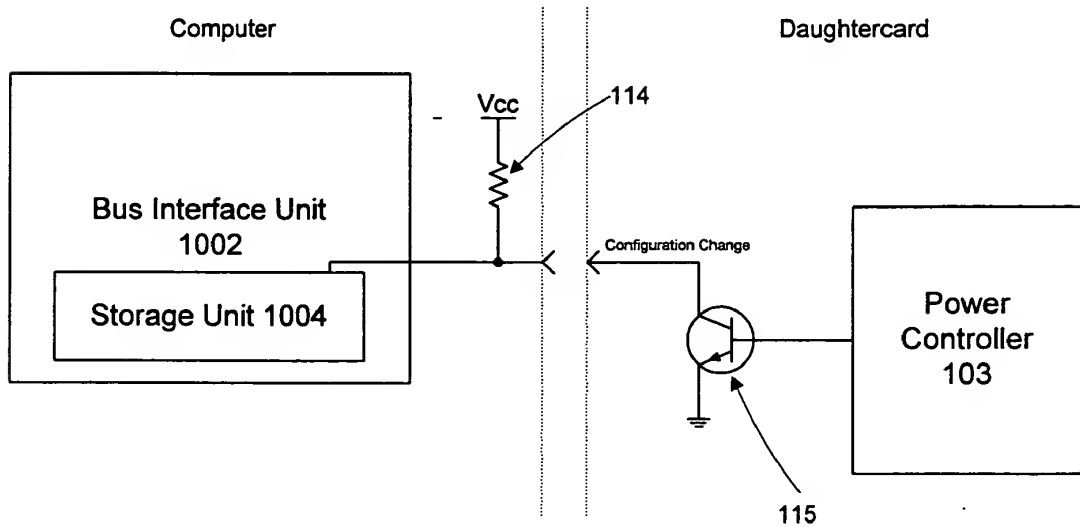 Computer
Daughtercard
Vcc
114
Bus Interface Unit
1002
Configuration Change
Storage Unit 1004
Power
Controller
103
115